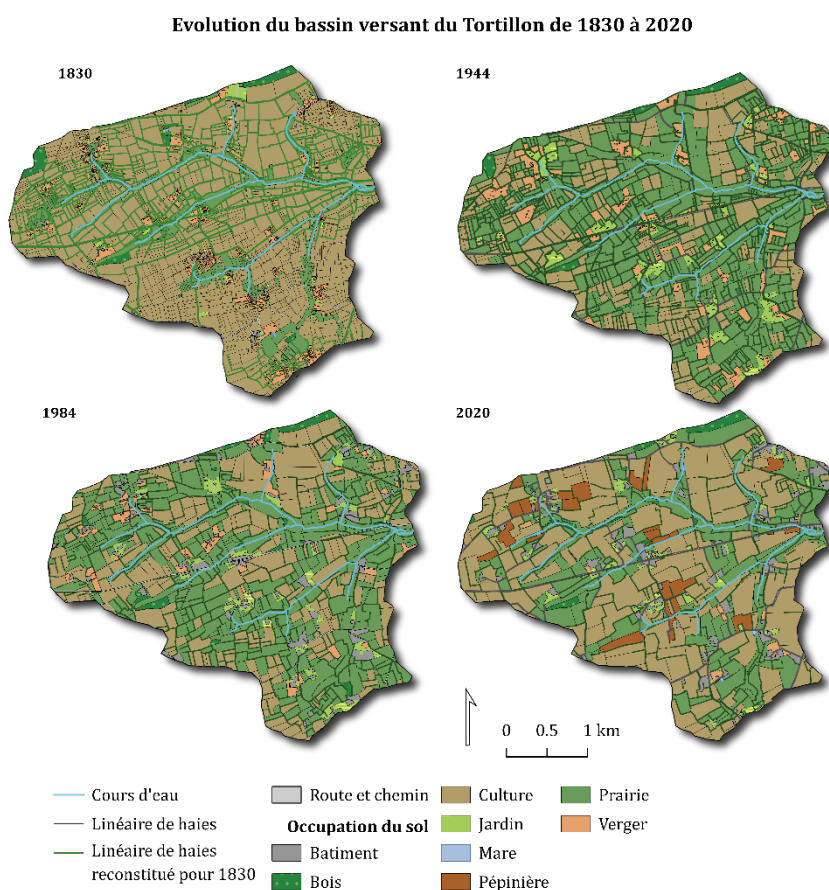 Evolution du bassin versant du Tortillon de 1830 à 2020
1830
1944
1984
2020
0 0.5 1 km
Cours d'eau
Linéaire de haies
Linéaire de haies
reconstitué pour 1830
Route et chemin
Occupation du sol
Batiment
Bois
Culture
Jardin
Mare
Pépinière
Prairie
Verger